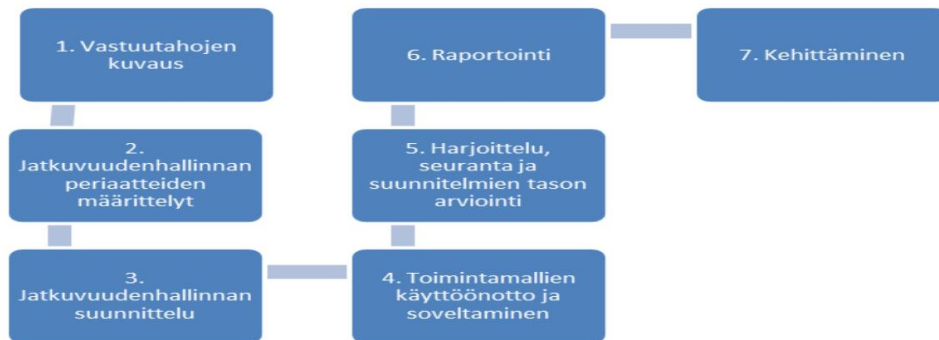 1. Vastuutahojen
kuvaus
2.
Jatkuvuudenhallinnan
periaatteiden
määrittelyt
3.
Jatkuvuudenhallinnan
suunnittelu
4. Toimintamallien
käyttöönotto ja
soveltaminen
5. Harjoittelu,
seuranta ja
suunnitelmien tason
arviointi
6. Raportointi
7. Kehittäminen